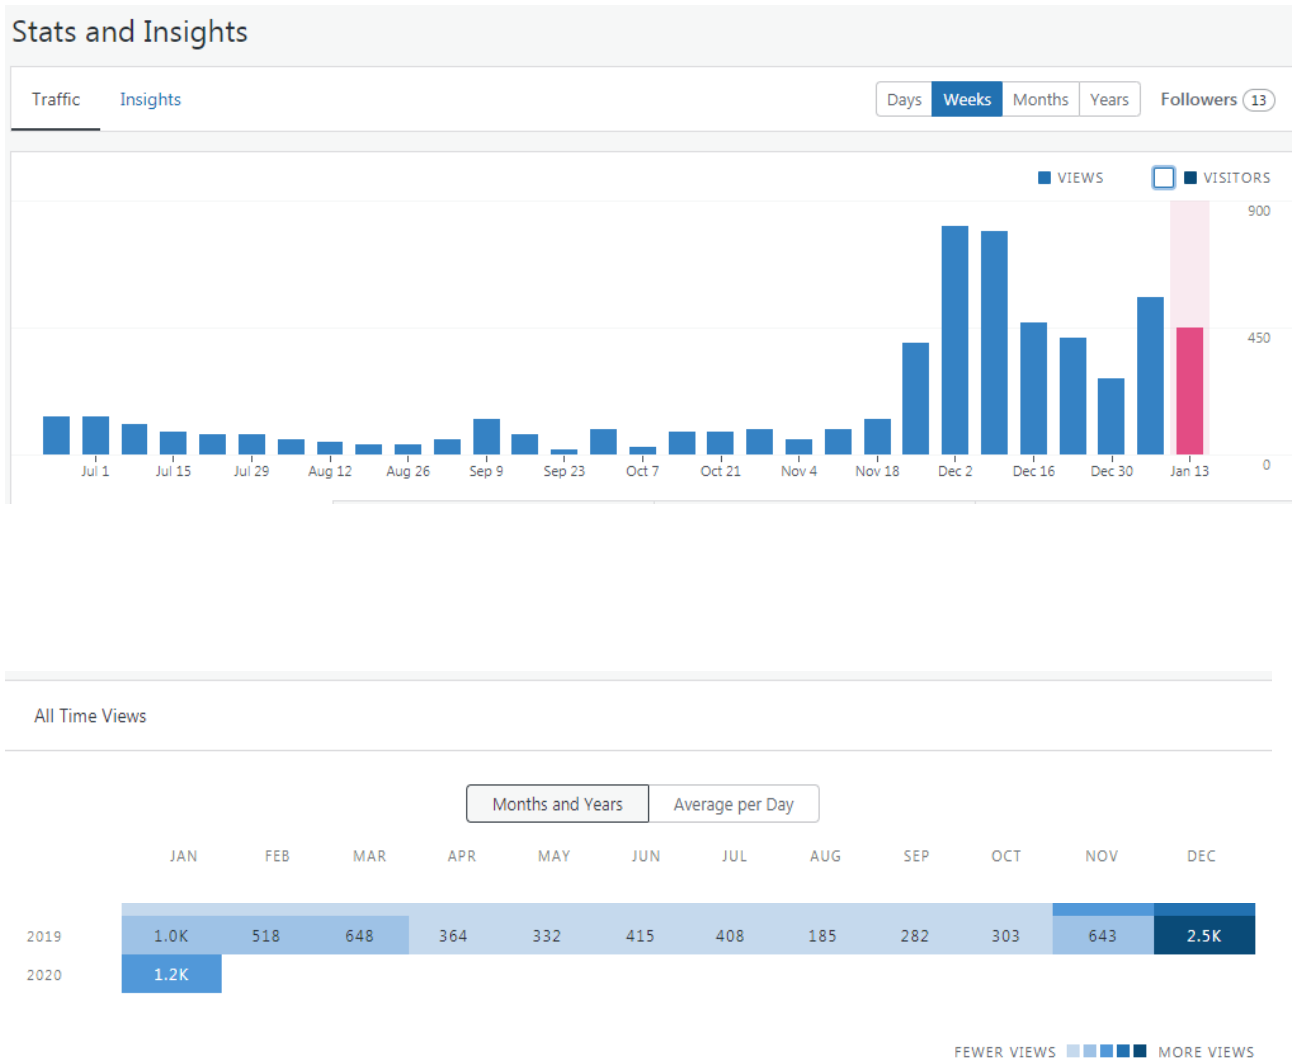 Stats and Insights
Traffic Insights Days Weeks Months Years Followers 13
VIEWS VISITORS
900
450
0
Jul 1 Jul 15 Jul 29 Aug 12 Aug 26 Sep 9 Sep 23 Oct 7 Oct 21 Nov 4 Nov 18 Dec 2 Dec 16 Dec 30 Jan 13
All Time Views
Months and Years Average per Day
JAN FEB MAR APR MAY JUN JUL AUG SEP OCT NOV DEC
2019 1.0K 518 648 364 332 415 408 185 282 303 643 2.5K
2020 1.2K
FEWER VIEWS MORE VIEWS